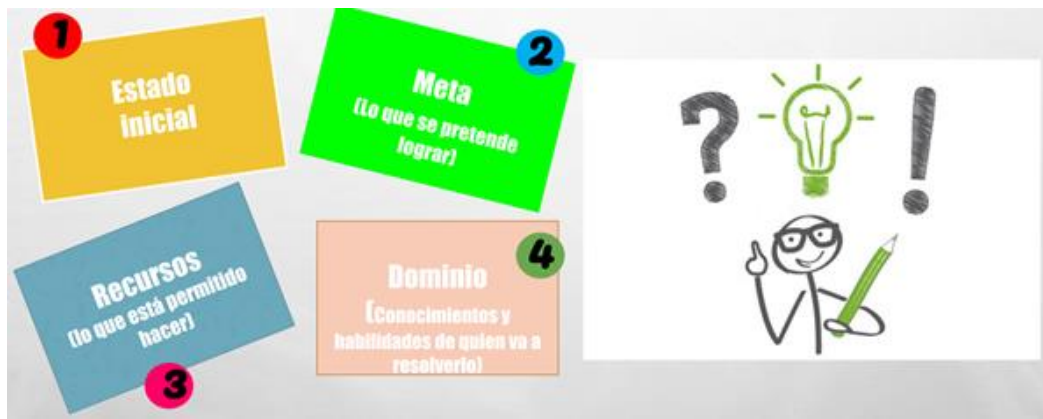 1
Estado
inicial
2
Meta
(Lo que se pretende
lograr)
Recursos
(lo que está permitido
hacer)
3
4
Dominio
(Conocimientos y
habilidades de quien va a
resolverlo)
? !